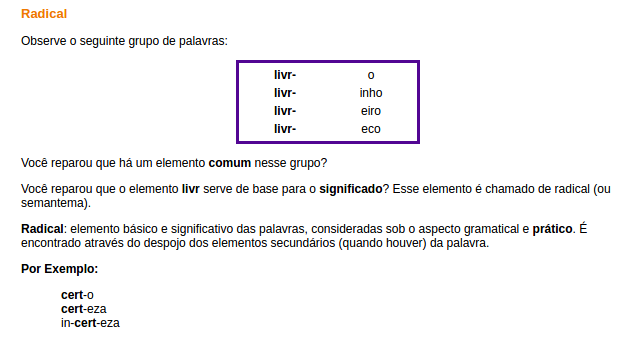 Radical
Observe o seguinte grupo de palavras:
livr- o
livr- inho
livr- eiro
livr- eco
Você reparou que há um elemento comum nesse grupo?
Você reparou que o elemento livr serve de base para o significado? Esse elemento é chamado de radical (ou
semantema).
Radical: elemento básico e significativo das palavras, consideradas sob o aspecto gramatical e prático. É
encontrado através do despojo dos elementos secundários (quando houver) da palavra.
Por Exemplo:
cert-o
cert-eza
in-cert-eza